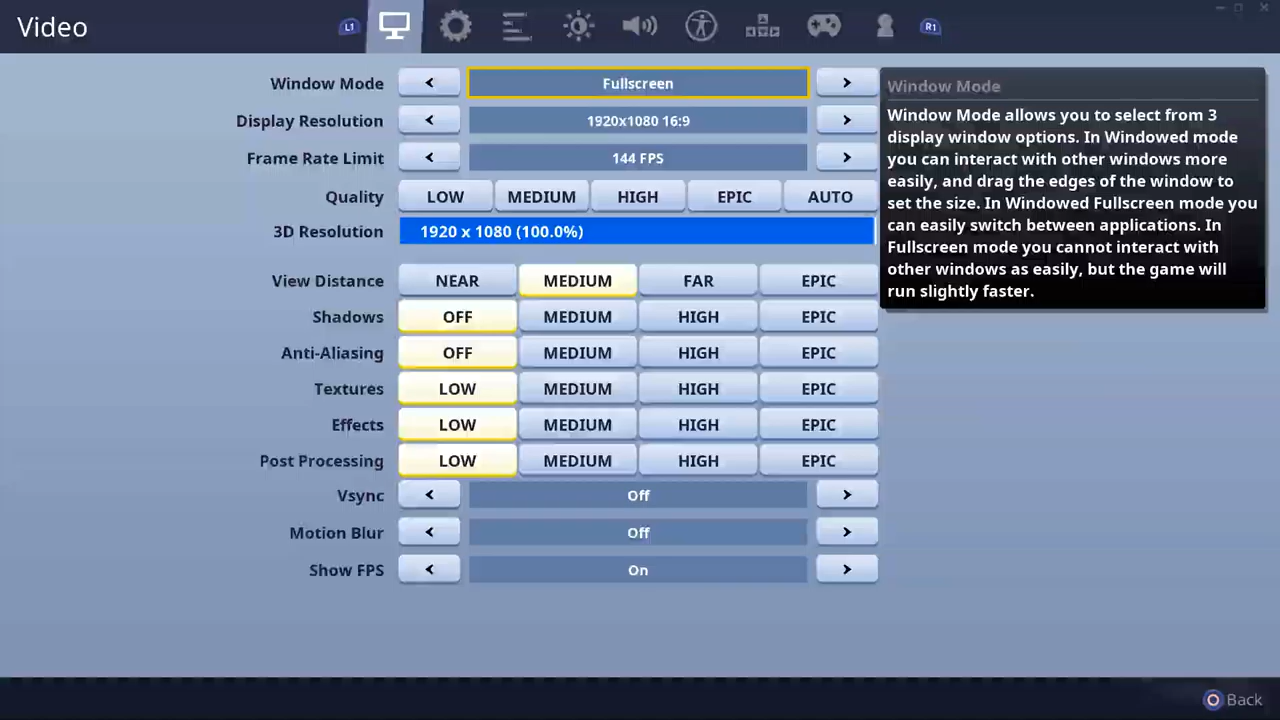 Video
L1
R1
Window Mode < Fullscreen >
Display Resolution < 1920x1080 16:9 >
Frame Rate Limit < 144 FPS >
Quality LOW MEDIUM HIGH EPIC AUTO
3D Resolution 1920 x 1080 (100.0%)
View Distance NEAR MEDIUM FAR EPIC
Shadows OFF MEDIUM HIGH EPIC
Anti-Aliasing OFF MEDIUM HIGH EPIC
Textures LOW MEDIUM HIGH EPIC
Effects LOW MEDIUM HIGH EPIC
Post Processing LOW MEDIUM HIGH EPIC
Vsync < Off >
Motion Blur < Off >
Show FPS < On >
Window Mode
Window Mode allows you to select from 3
display window options. In Windowed mode
you can interact with other windows more
easily, and drag the edges of the window to
set the size. In Windowed Fullscreen mode you
can easily switch between applications. In
Fullscreen mode you cannot interact with
other windows as easily, but the game will
run slightly faster.
Back